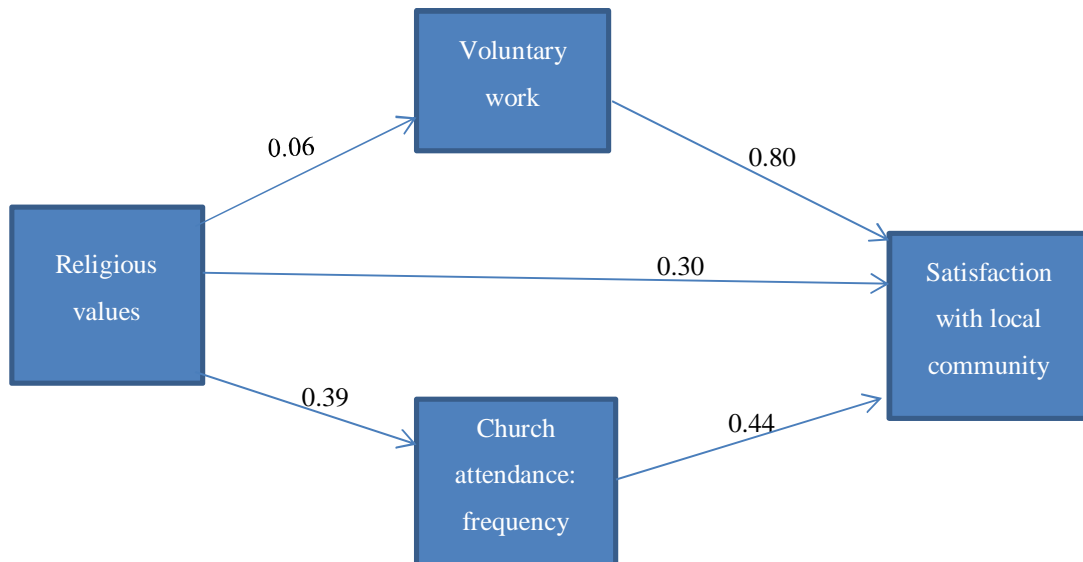 Voluntary
work
0.06
0.80
Religious
values
0.30
Satisfaction
with local
community
0.39
0.44
Church
attendance:
frequency